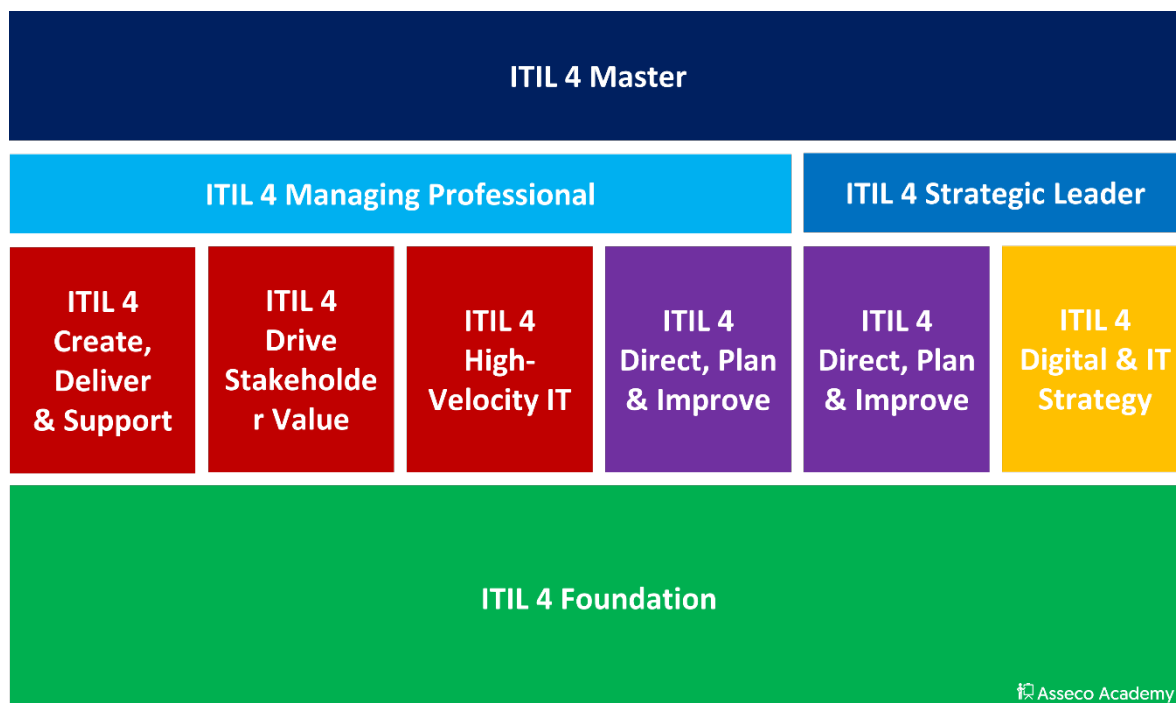 ITIL 4 Master
ITIL 4 Managing Professional
ITIL 4 Strategic Leader
ITIL 4
Create,
Deliver
& Support
ITIL 4
Drive
Stakeholde
r Value
ITIL 4
High-
Velocity IT
ITIL 4
Direct, Plan
& Improve
ITIL 4
Direct, Plan
& Improve
ITIL 4
Digital & IT
Strategy
ITIL 4 Foundation
Asseco Academy